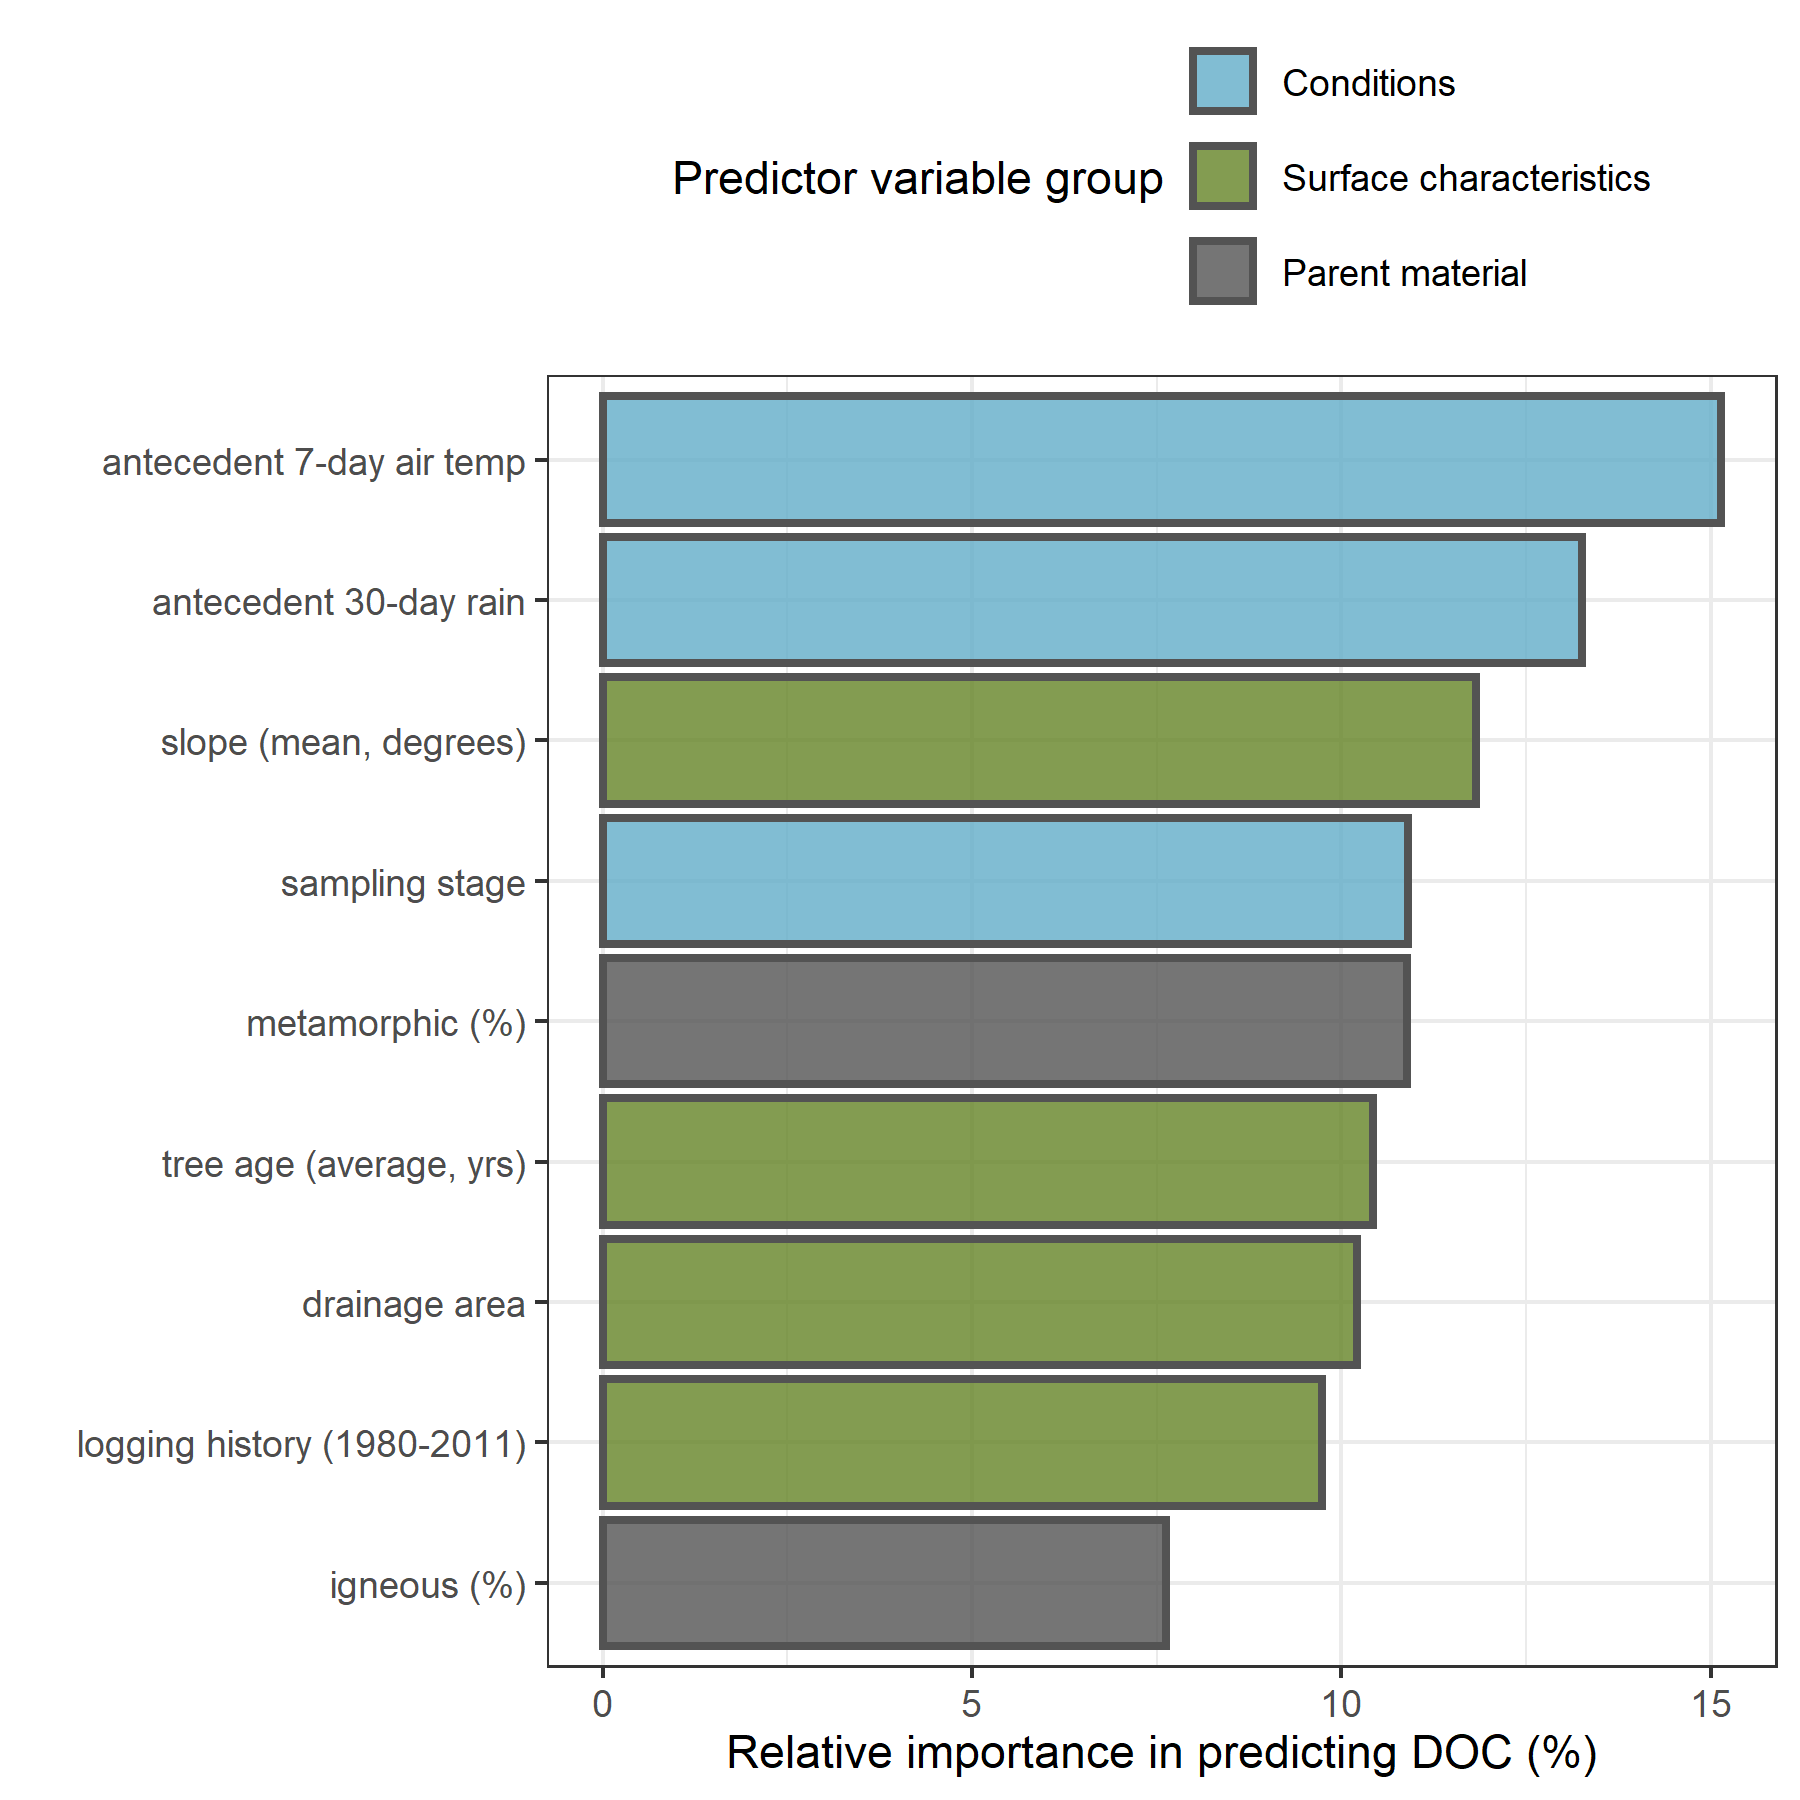 Predictor variable group
Conditions
Surface characteristics
Parent material
antecedent 7-day air temp
antecedent 30-day rain
slope (mean, degrees)
sampling stage
metamorphic (%)
tree age (average, yrs)
drainage area
logging history (1980-2011)
igneous (%)
0 5 10 15
Relative importance in predicting DOC (%)